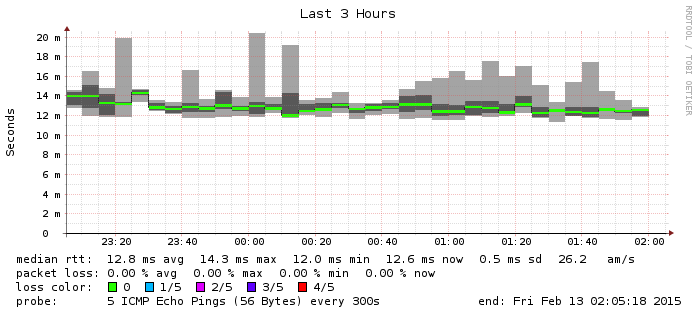 Last 3 Hours
RRDTOOL / TOBI OETIKER
Seconds
20 m
18 m
16 m
14 m
12 m
10 m
8 m
6 m
4 m
2 m
0
23:20 23:40 00:00 00:20 00:40 01:00 01:20 01:40 02:00
median rtt: 12.8 ms avg 14.3 ms max 12.0 ms min 12.6 ms now 0.5 ms sd 26.2 am/s
packet loss: 0.00 % avg 0.00 % max 0.00 % min 0.00 % now
loss color: 0 1/5 2/5 3/5 4/5
probe: 5 ICMP Echo Pings (56 Bytes) every 300s end: Fri Feb 13 02:05:18 2015